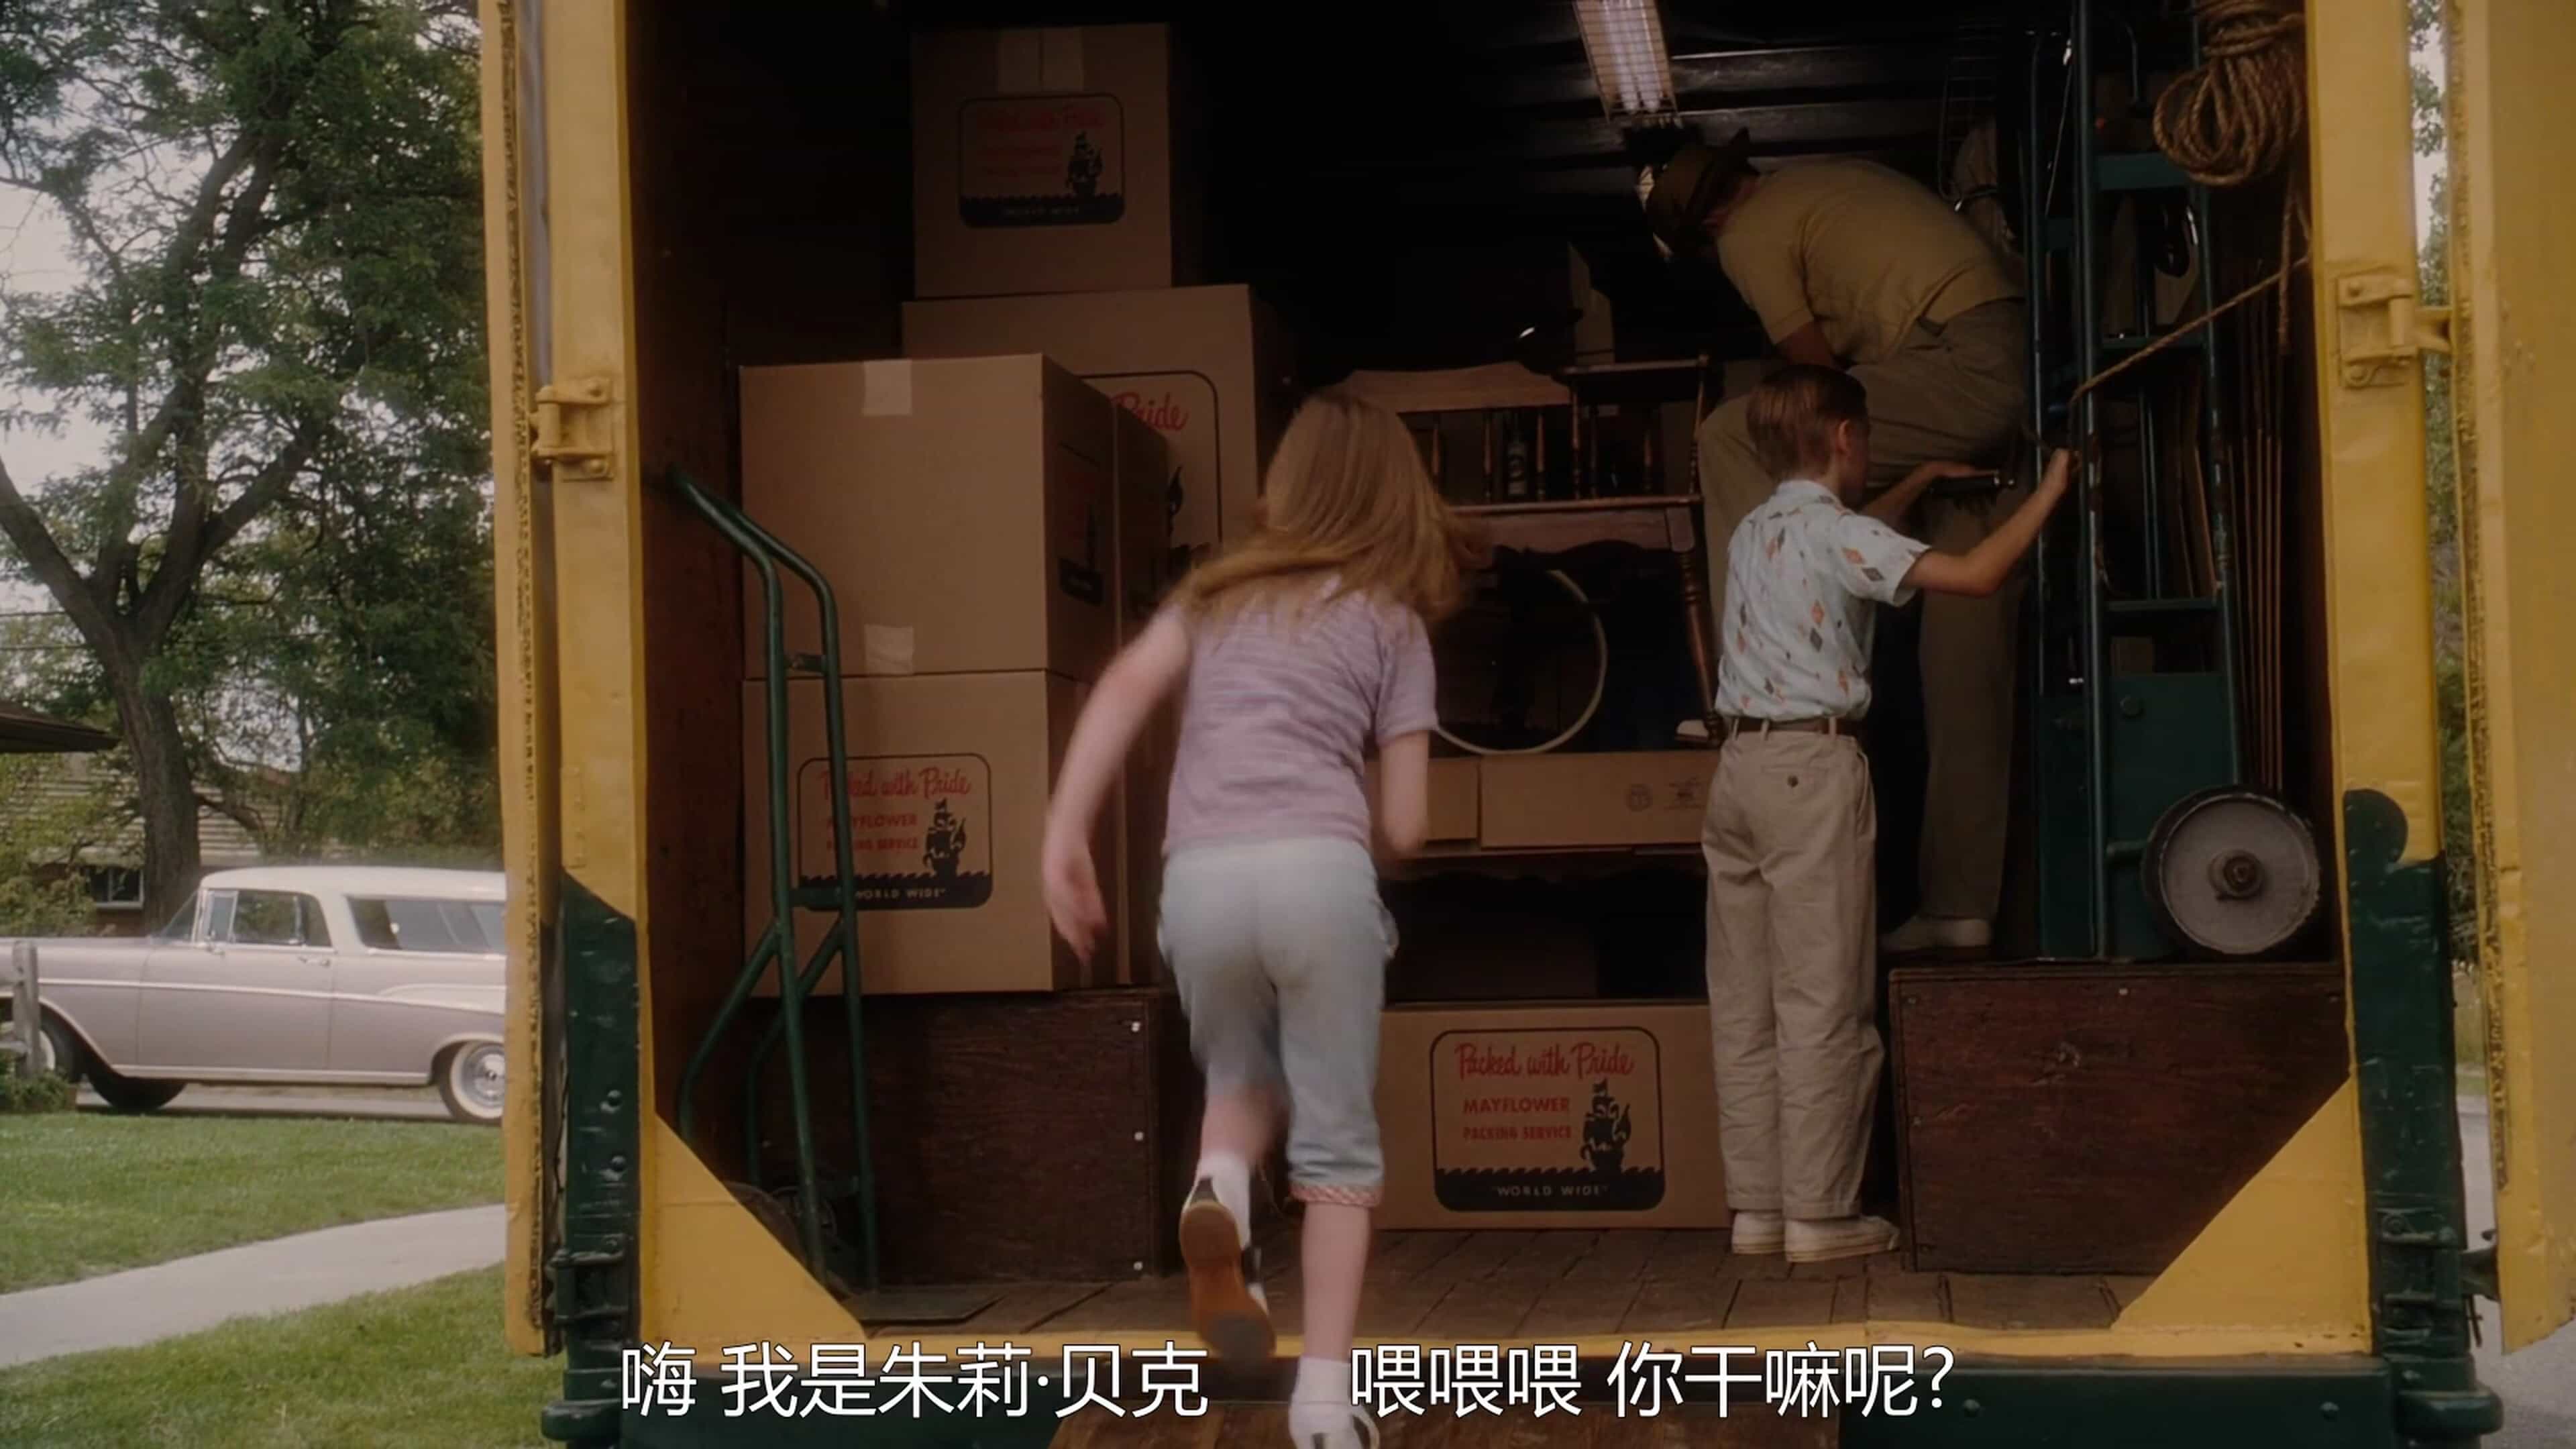 Pride
Packed with Pride
MAYFLOWER
PACKING SERVICE
"WORLD WIDE"
Packed with Pride
MAYFLOWER
PACKING SERVICE
"WORLD WIDE"
嗨 我是朱莉·贝克 喂喂喂 你干嘛呢?